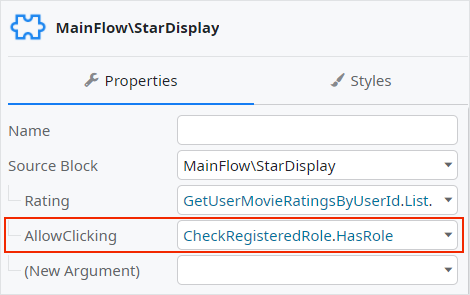 MainFlow\StarDisplay
Properties
Styles
Name
Source Block
MainFlow\StarDisplay
Rating
GetUserMovieRatingsByUserId.List.
AllowClicking
CheckRegisteredRole.HasRole
(New Argument)